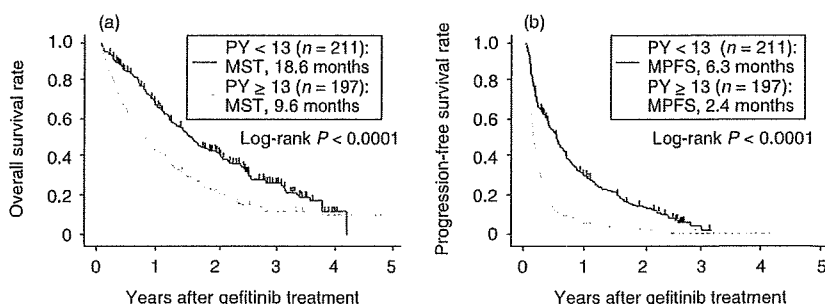 (a)
1.0
0.8
0.6
0.4
0.2
0
Overall survival rate
PY < 13 (n = 211):
MST, 18.6 months
PY ≥ 13 (n = 197):
MST, 9.6 months
Log-rank P < 0.0001
0 1 2 3 4 5
Years after gefitinib treatment
(b)
1.0
0.8
0.6
0.4
0.2
0
Progression-free survival rate
PY < 13 (n = 211):
MPFS, 6.3 months
PY ≥ 13 (n = 197):
MPFS, 2.4 months
Log-rank P < 0.0001
0 1 2 3 4 5
Years after gefitinib treatment